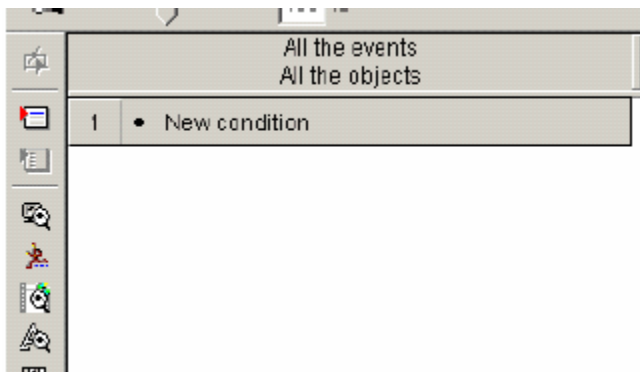 All the events
All the objects
1 • New condition